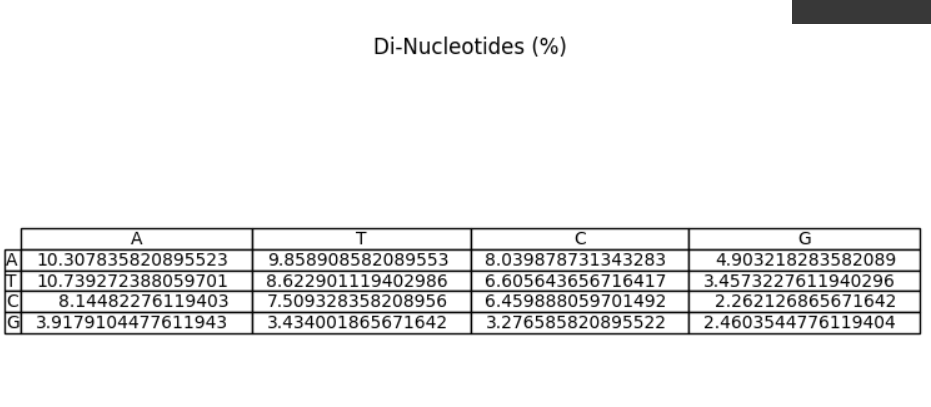 Di-Nucleotides (%)
A T C G
A 10.307835820895523 9.858908582089553 8.039878731343283 4.903218283582089
T 10.739272388059701 8.622901119402986 6.605643656716417 3.4573227611940296
C 8.14482276119403 7.509328358208956 6.459888059701492 2.262126865671642
G 3.9179104477611943 3.434001865671642 3.276585820895522 2.4603544776119404